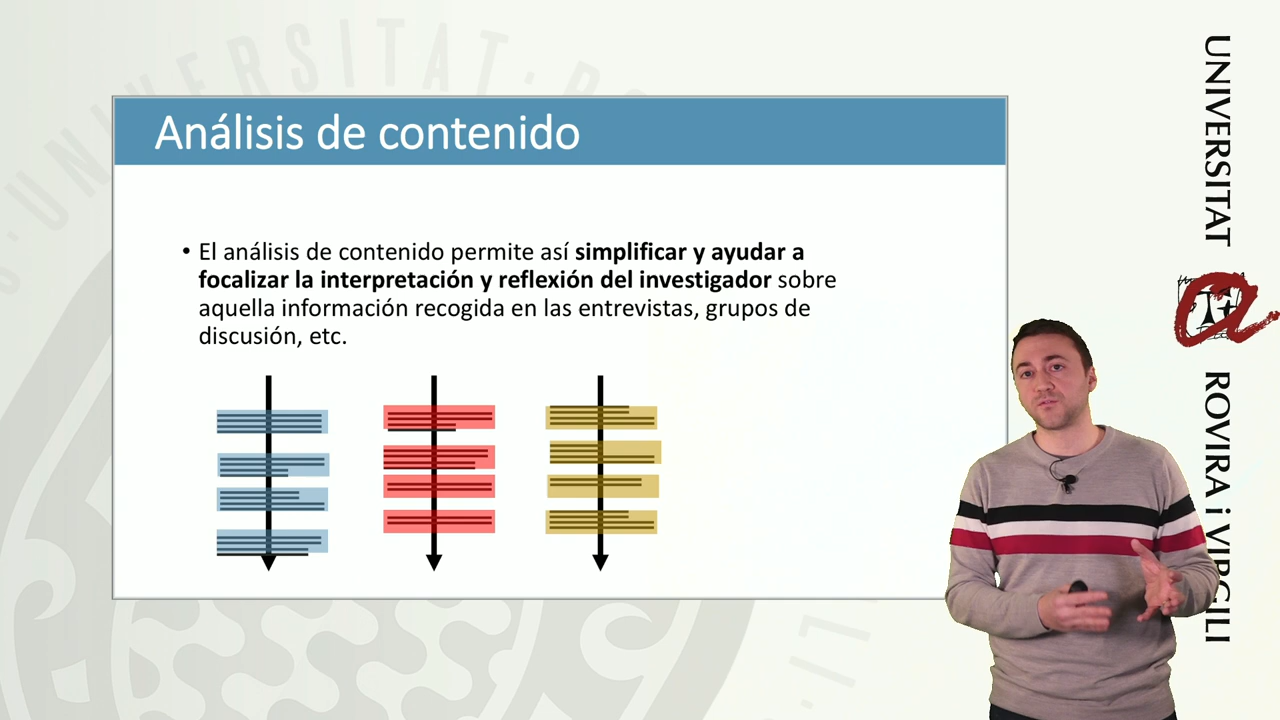 Análisis de contenido
• El análisis de contenido permite así simplificar y ayudar a
focalizar la interpretación y reflexión del investigador sobre
aquella información recogida en las entrevistas, grupos de
discusión, etc.
UNIVERSITAT
ROVIRA i VIRGILI